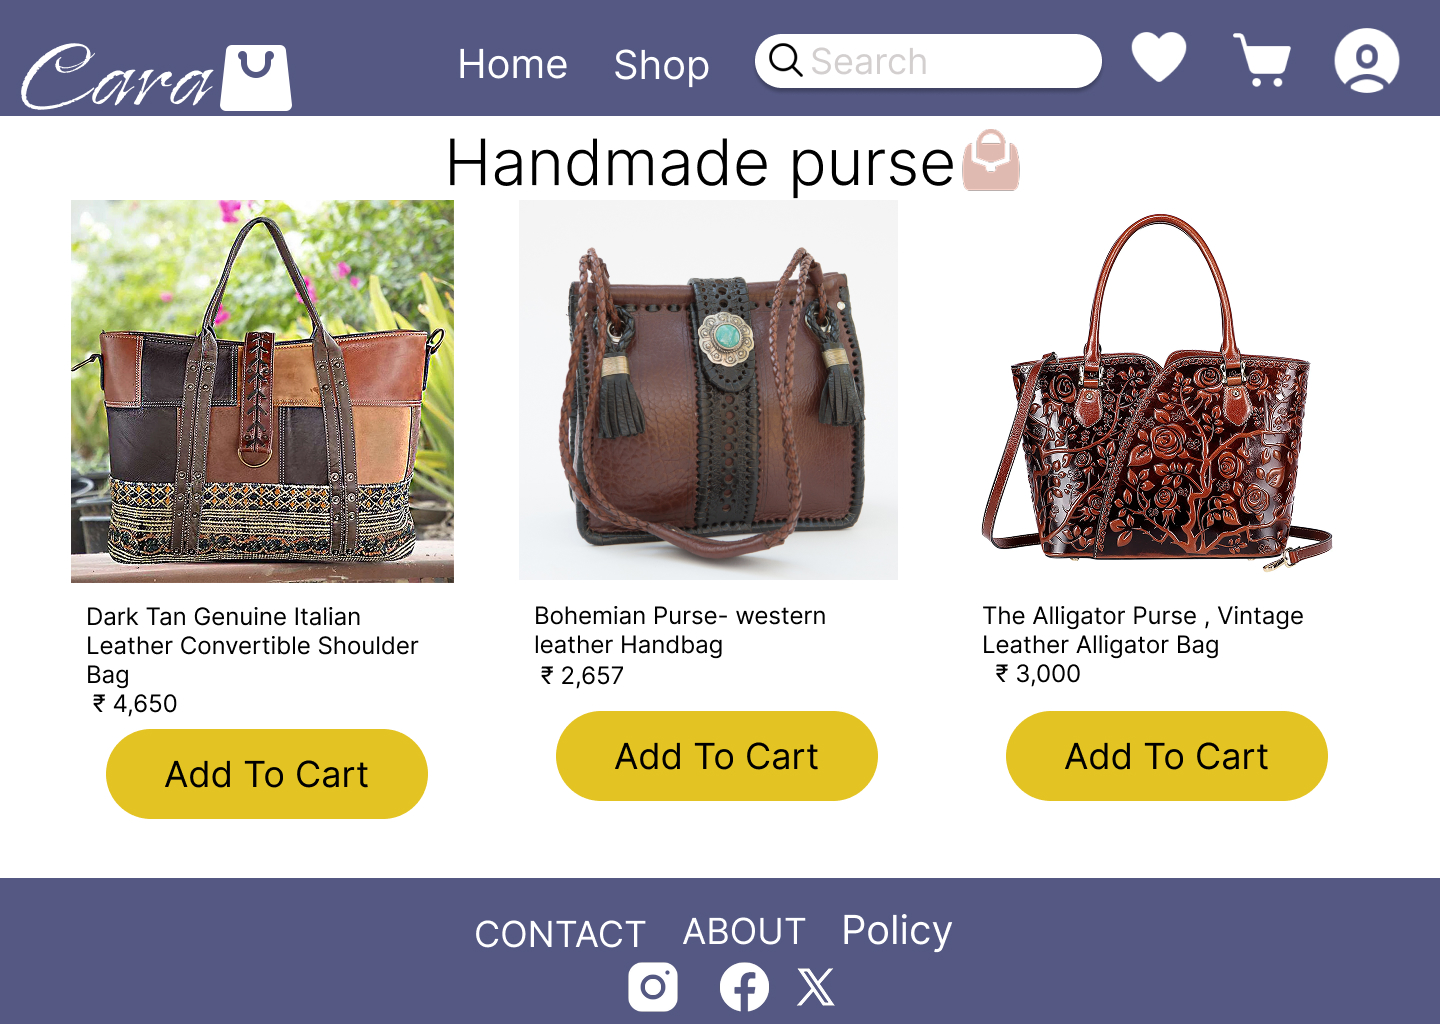 Cara
Home
Shop
Search
Handmade purse
Dark Tan Genuine Italian
Leather Convertible Shoulder
Bag
₹ 4,650
Add To Cart
Bohemian Purse- western
leather Handbag
₹ 2,657
Add To Cart
The Alligator Purse , Vintage
Leather Alligator Bag
₹ 3,000
Add To Cart
CONTACT
ABOUT
Policy